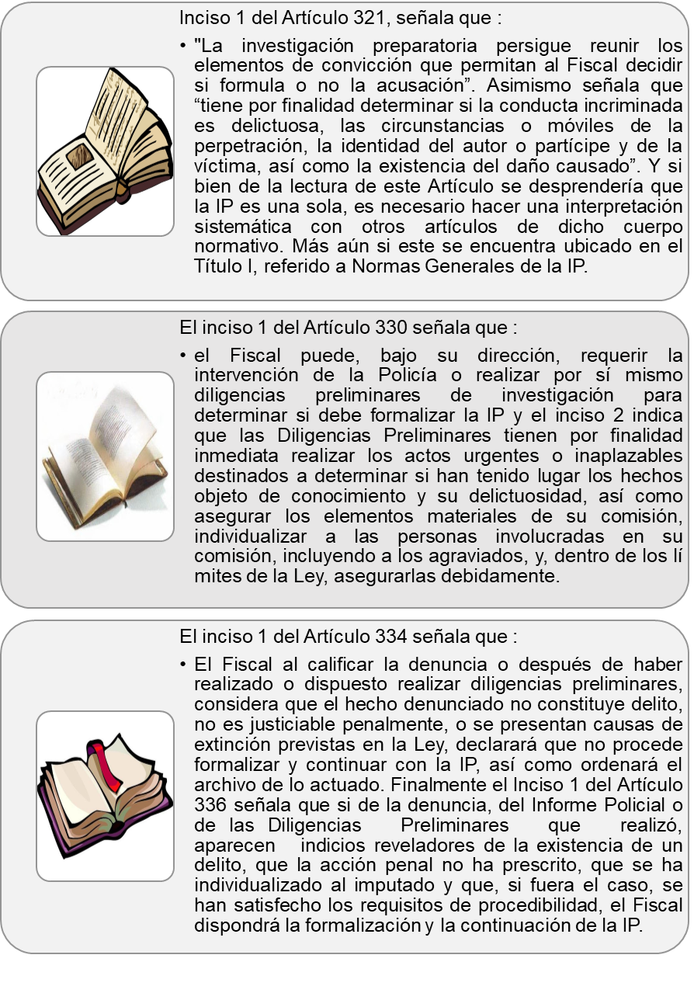 Inciso 1 del Artículo 321, señala que :
• "La investigación preparatoria persigue reunir los
elementos de convicción que permitan al Fiscal decidir
si formula o no la acusación”. Asimismo señala que
“tiene por finalidad determinar si la conducta incriminada
es delictuosa, las circunstancias o móviles de la
perpetración, la identidad del autor o partícipe y de la
víctima, así como la existencia del daño causado”. Y si
bien de la lectura de este Artículo se desprendería que
la IP es una sola, es necesario hacer una interpretación
sistemática con otros artículos de dicho cuerpo
normativo. Más aún si este se encuentra ubicado en el
Título I, referido a Normas Generales de la IP.
El inciso 1 del Artículo 330 señala que :
• el Fiscal puede, bajo su dirección, requerir la
intervención de la Policía o realizar por sí mismo
diligencias preliminares de investigación para
determinar si debe formalizar la IP y el inciso 2 indica
que las Diligencias Preliminares tienen por finalidad
inmediata realizar los actos urgentes o inaplazables
destinados a determinar si han tenido lugar los hechos
objeto de conocimiento y su delictuosidad, así como
asegurar los elementos materiales de su comisión,
individualizar a las personas involucradas en su
comisión, incluyendo a los agraviados, y, dentro de los lí
mites de la Ley, asegurarlas debidamente.
El inciso 1 del Artículo 334 señala que :
• El Fiscal al calificar la denuncia o después de haber
realizado o dispuesto realizar diligencias preliminares,
considera que el hecho denunciado no constituye delito,
no es justiciable penalmente, o se presentan causas de
extinción previstas en la Ley, declarará que no procede
formalizar y continuar con la IP, así como ordenará el
archivo de lo actuado. Finalmente el Inciso 1 del Artículo
336 señala que si de la denuncia, del Informe Policial o
de las Diligencias Preliminares que realizó,
aparecen indicios reveladores de la existencia de un
delito, que la acción penal no ha prescrito, que se ha
individualizado al imputado y que, si fuera el caso, se
han satisfecho los requisitos de procedibilidad, el Fiscal
dispondrá la formalización y la continuación de la IP.